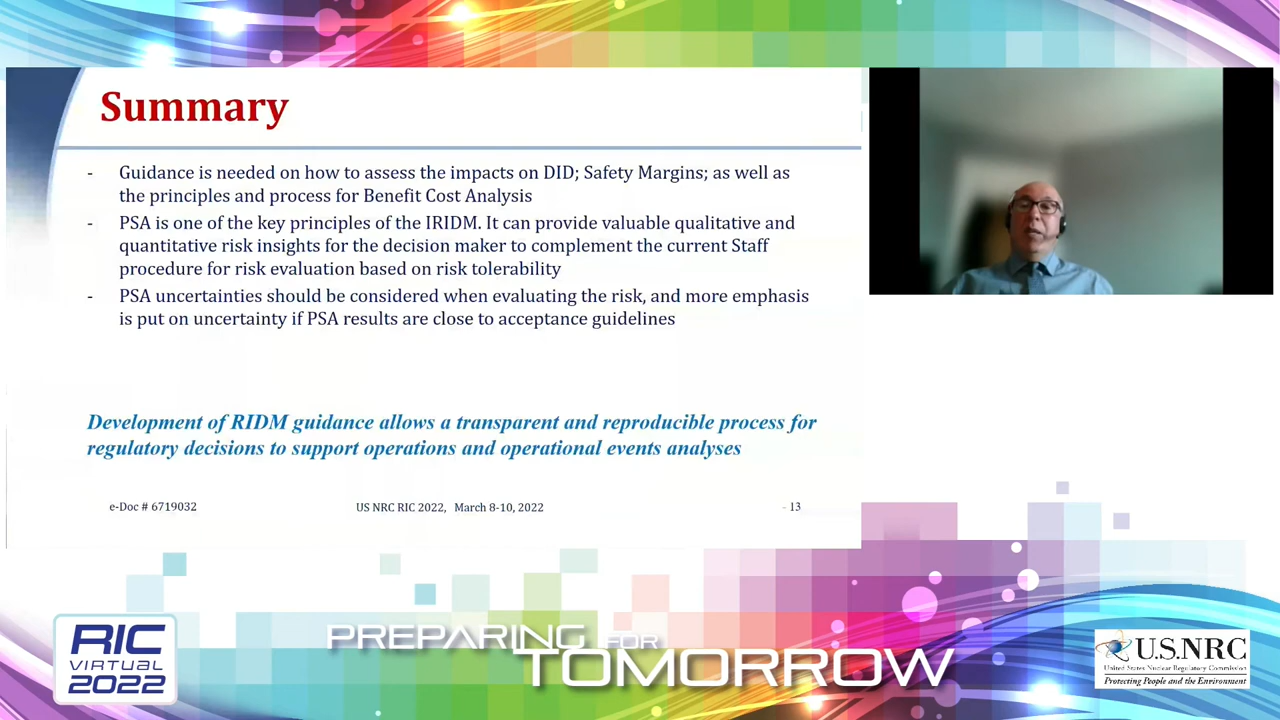 Summary
- Guidance is needed on how to assess the impacts on DID; Safety Margins; as well as
the principles and process for Benefit Cost Analysis
- PSA is one of the key principles of the IRIDM. It can provide valuable qualitative and
quantitative risk insights for the decision maker to complement the current Staff
procedure for risk evaluation based on risk tolerability
- PSA uncertainties should be considered when evaluating the risk, and more emphasis
is put on uncertainty if PSA results are close to acceptance guidelines
Development of RIDM guidance allows a transparent and reproducible process for
regulatory decisions to support operations and operational events analyses
e-Doc # 6719032 US NRC RIC 2022, March 8-10, 2022 - 13
RIC
VIRTUAL
2022
PREPARING FOR
TOMORROW
U.S.NRC
United States Nuclear Regulatory Commission
Protecting People and the Environment